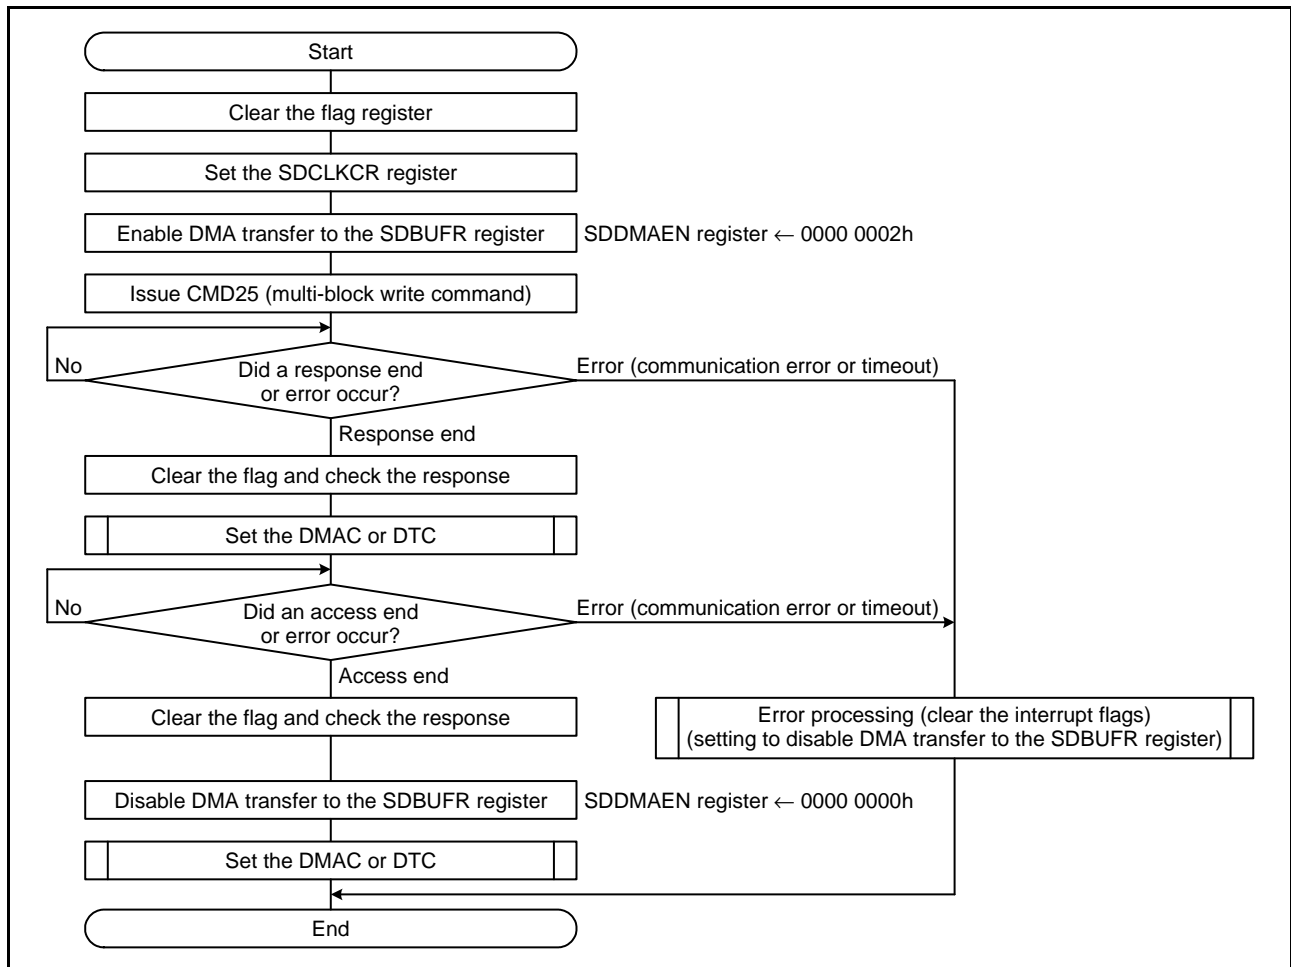 Start
Clear the flag register
Set the SDCLKCR register
Enable DMA transfer to the SDBUFR register
SDDMAEN register ← 0000 0002h
Issue CMD25 (multi-block write command)
No
Did a response end
or error occur?
Error (communication error or timeout)
Response end
Clear the flag and check the response
Set the DMAC or DTC
No
Did an access end
or error occur?
Error (communication error or timeout)
Access end
Clear the flag and check the response
Error processing (clear the interrupt flags)
(setting to disable DMA transfer to the SDBUFR register)
Disable DMA transfer to the SDBUFR register
SDDMAEN register ← 0000 0000h
Set the DMAC or DTC
End